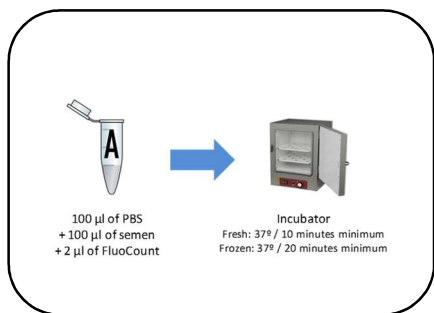 A
100 µl of PBS
+ 100 µl of semen
+ 2 µl of FluoCount
Incubator
Fresh: 37º / 10 minutes minimum
Frozen: 37º / 20 minutes minimum